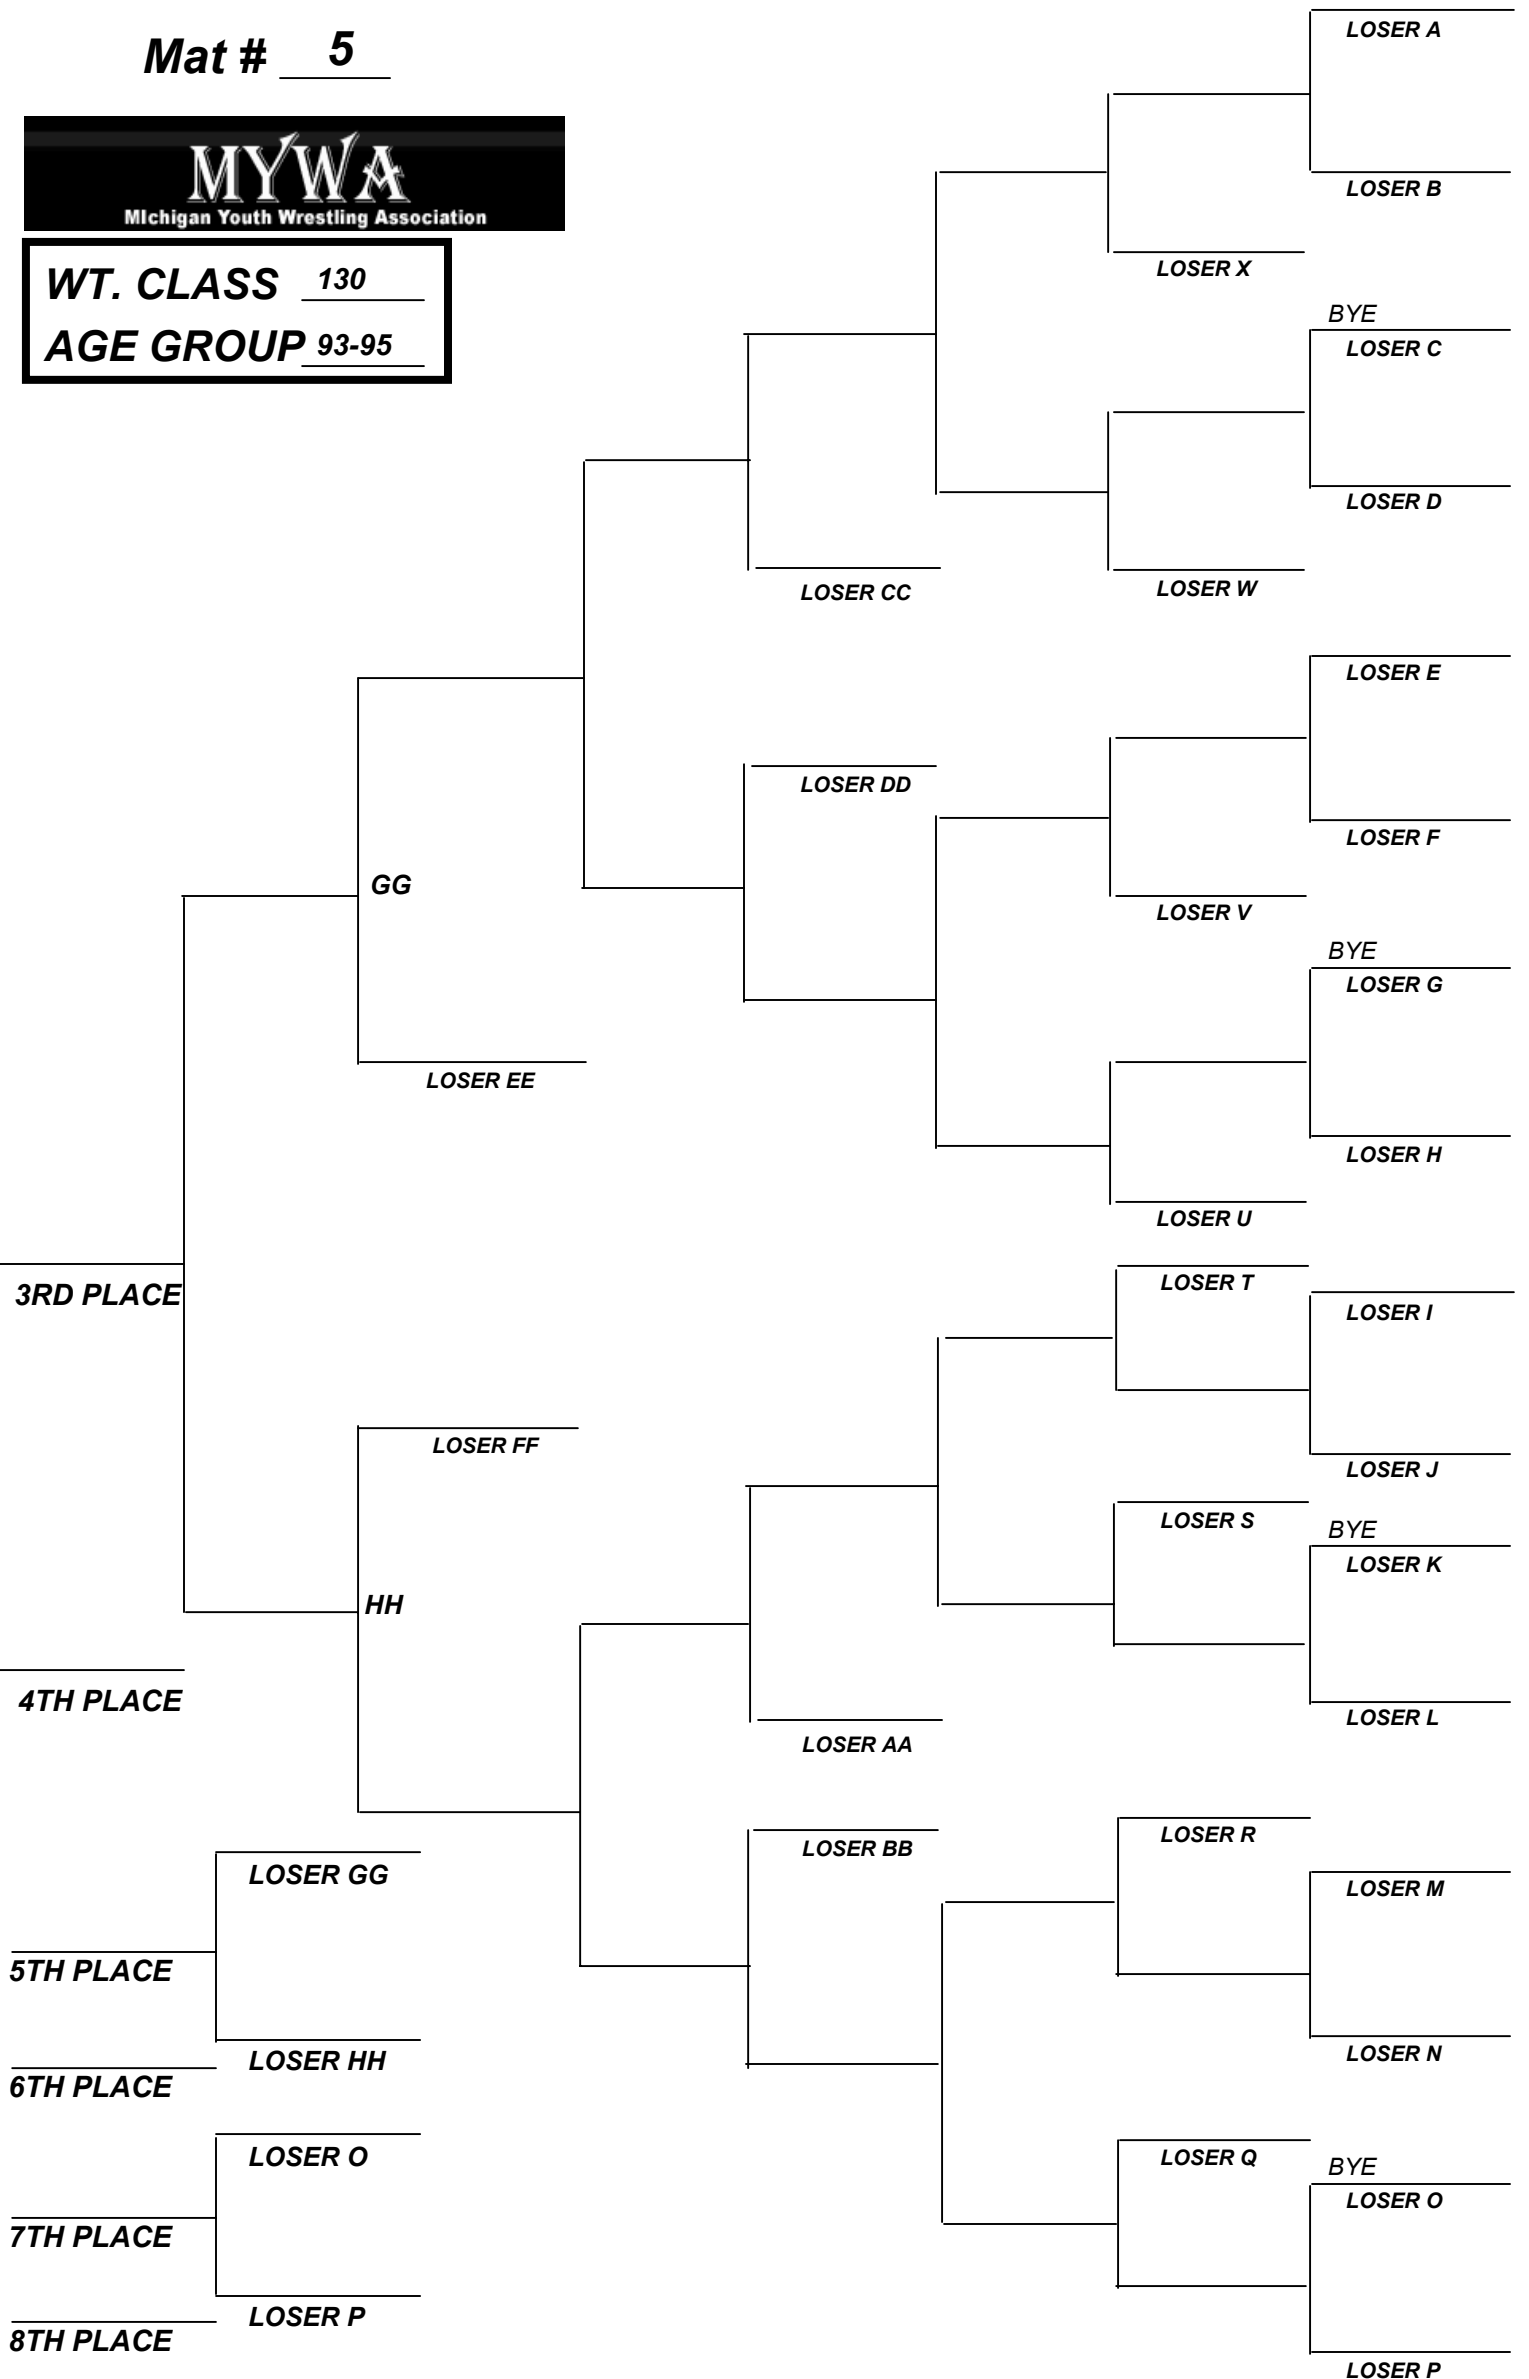 Mat # 5
MYWA
MIchigan Youth Wrestling Association
WT. CLASS 130
AGE GROUP 93-95
LOSER A
LOSER B
LOSER X
BYE
LOSER C
LOSER D
LOSER CC
LOSER W
LOSER E
LOSER DD
LOSER F
GG
LOSER V
BYE
LOSER G
LOSER EE
LOSER H
LOSER U
3RD PLACE
LOSER T
LOSER I
LOSER FF
LOSER J
LOSER S
BYE
LOSER K
HH
4TH PLACE
LOSER L
LOSER AA
LOSER BB
LOSER R
LOSER GG
LOSER M
5TH PLACE
LOSER HH
LOSER N
6TH PLACE
LOSER O
LOSER Q
BYE
LOSER O
7TH PLACE
LOSER P
8TH PLACE
LOSER P